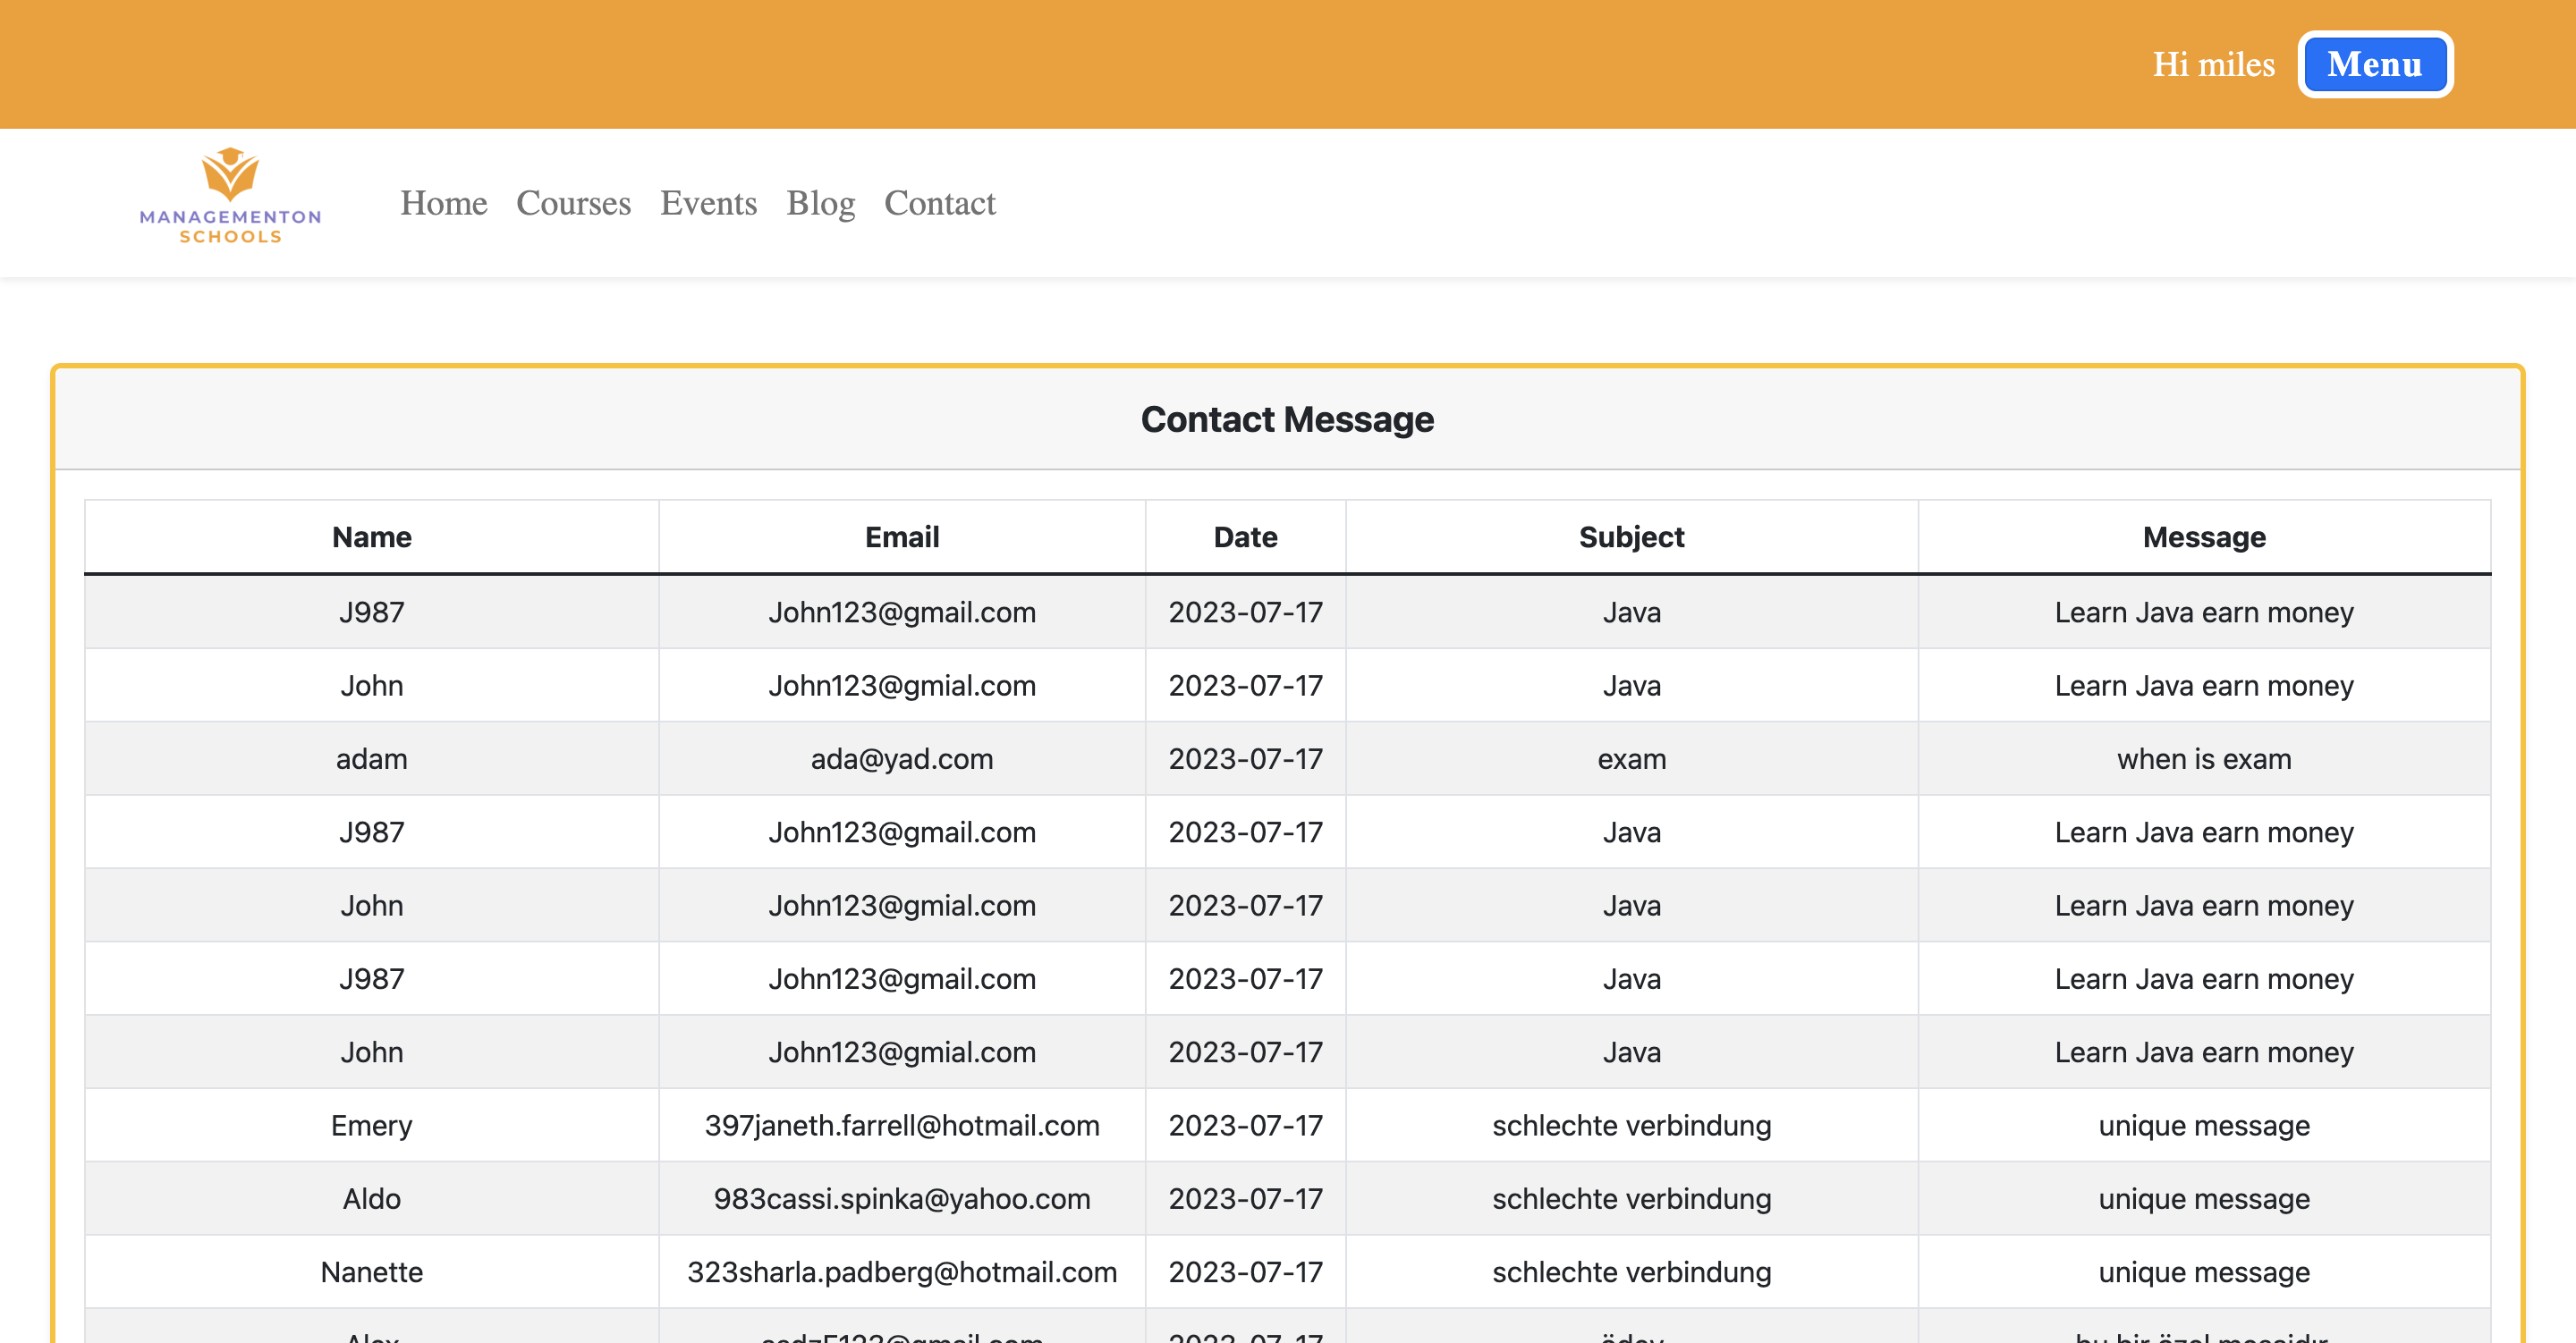 Hi miles Menu
MANAGEMENTON
SCHOOLS
Home Courses Events Blog Contact
Contact Message
Name Email Date Subject Message
J987 John123@gmail.com 2023-07-17 Java Learn Java earn money
John John123@gmial.com 2023-07-17 Java Learn Java earn money
adam ada@yad.com 2023-07-17 exam when is exam
J987 John123@gmail.com 2023-07-17 Java Learn Java earn money
John John123@gmial.com 2023-07-17 Java Learn Java earn money
J987 John123@gmail.com 2023-07-17 Java Learn Java earn money
John John123@gmial.com 2023-07-17 Java Learn Java earn money
Emery 397janeth.farrell@hotmail.com 2023-07-17 schlechte verbindung unique message
Aldo 983cassi.spinka@yahoo.com 2023-07-17 schlechte verbindung unique message
Nanette 323sharla.padberg@hotmail.com 2023-07-17 schlechte verbindung unique message
2023-07-17